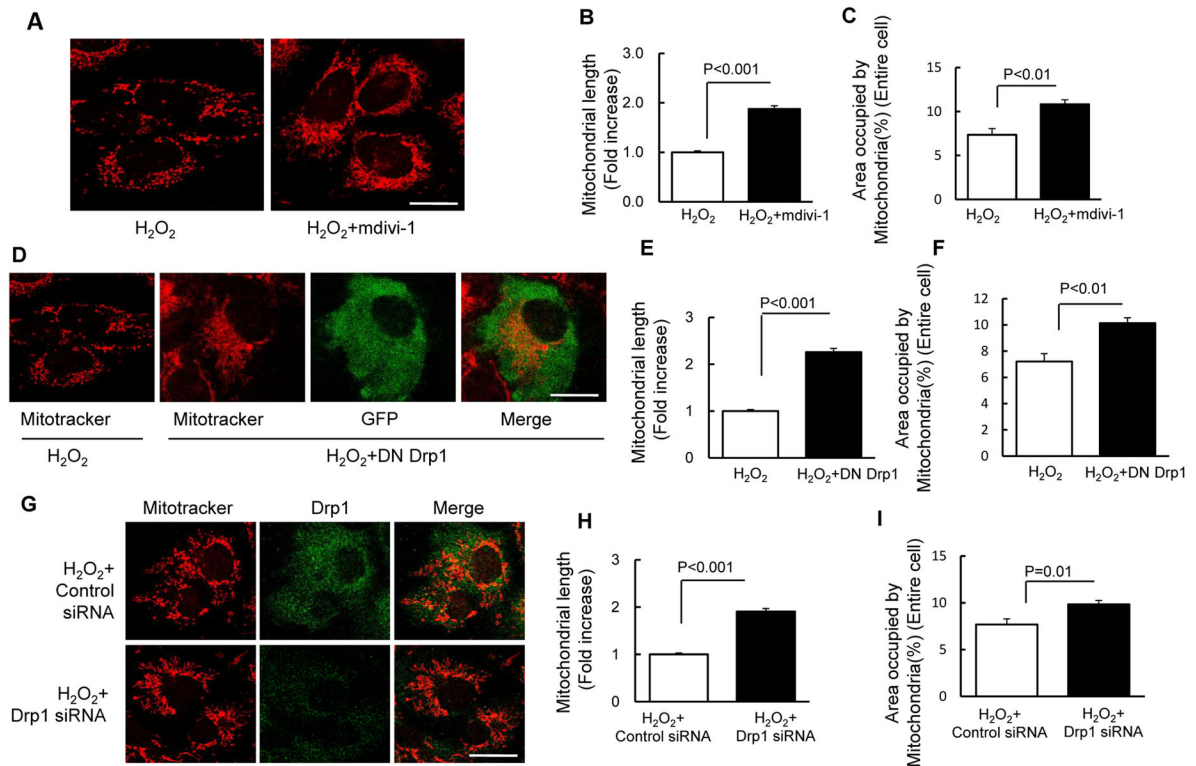 A
H₂O₂
H₂O₂+mdivi-1
B
Mitochondrial length
(Fold increase)
3.0
2.0
1.0
0.0
P<0.001
H₂O₂
H₂O₂+mdivi-1
C
Area occupied by
Mitochondria(%) (Entire cell)
15
10
5
0
P<0.01
H₂O₂
H₂O₂+mdivi-1
D
Mitotracker
Mitotracker
GFP
Merge
H₂O₂
H₂O₂+DN Drp1
E
Mitochondrial length
(Fold increase)
3
2
1
0
P<0.001
H₂O₂
H₂O₂+DN Drp1
F
Area occupied by
Mitochondria(%) (Entire cell)
12
10
8
6
4
2
0
P<0.01
H₂O₂
H₂O₂+DN Drp1
G
Mitotracker
Drp1
Merge
H₂O₂+
Control
siRNA
H₂O₂+
Drp1 siRNA
H
Mitochondrial length
(Fold increase)
3
2
1
0
P<0.001
H₂O₂+
Control siRNA
H₂O₂+
Drp1 siRNA
I
Area occupied by
Mitochondria(%) (Entire cell)
15
10
5
0
P=0.01
H₂O₂+
Control siRNA
H₂O₂+
Drp1 siRNA